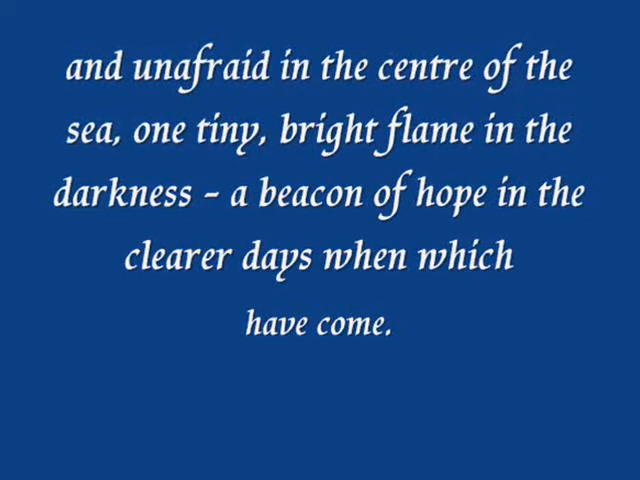 and unafraid in the centre of the
sea, one tiny, bright flame in the
darkness - a beacon of hope in the
clearer days when which
have come.